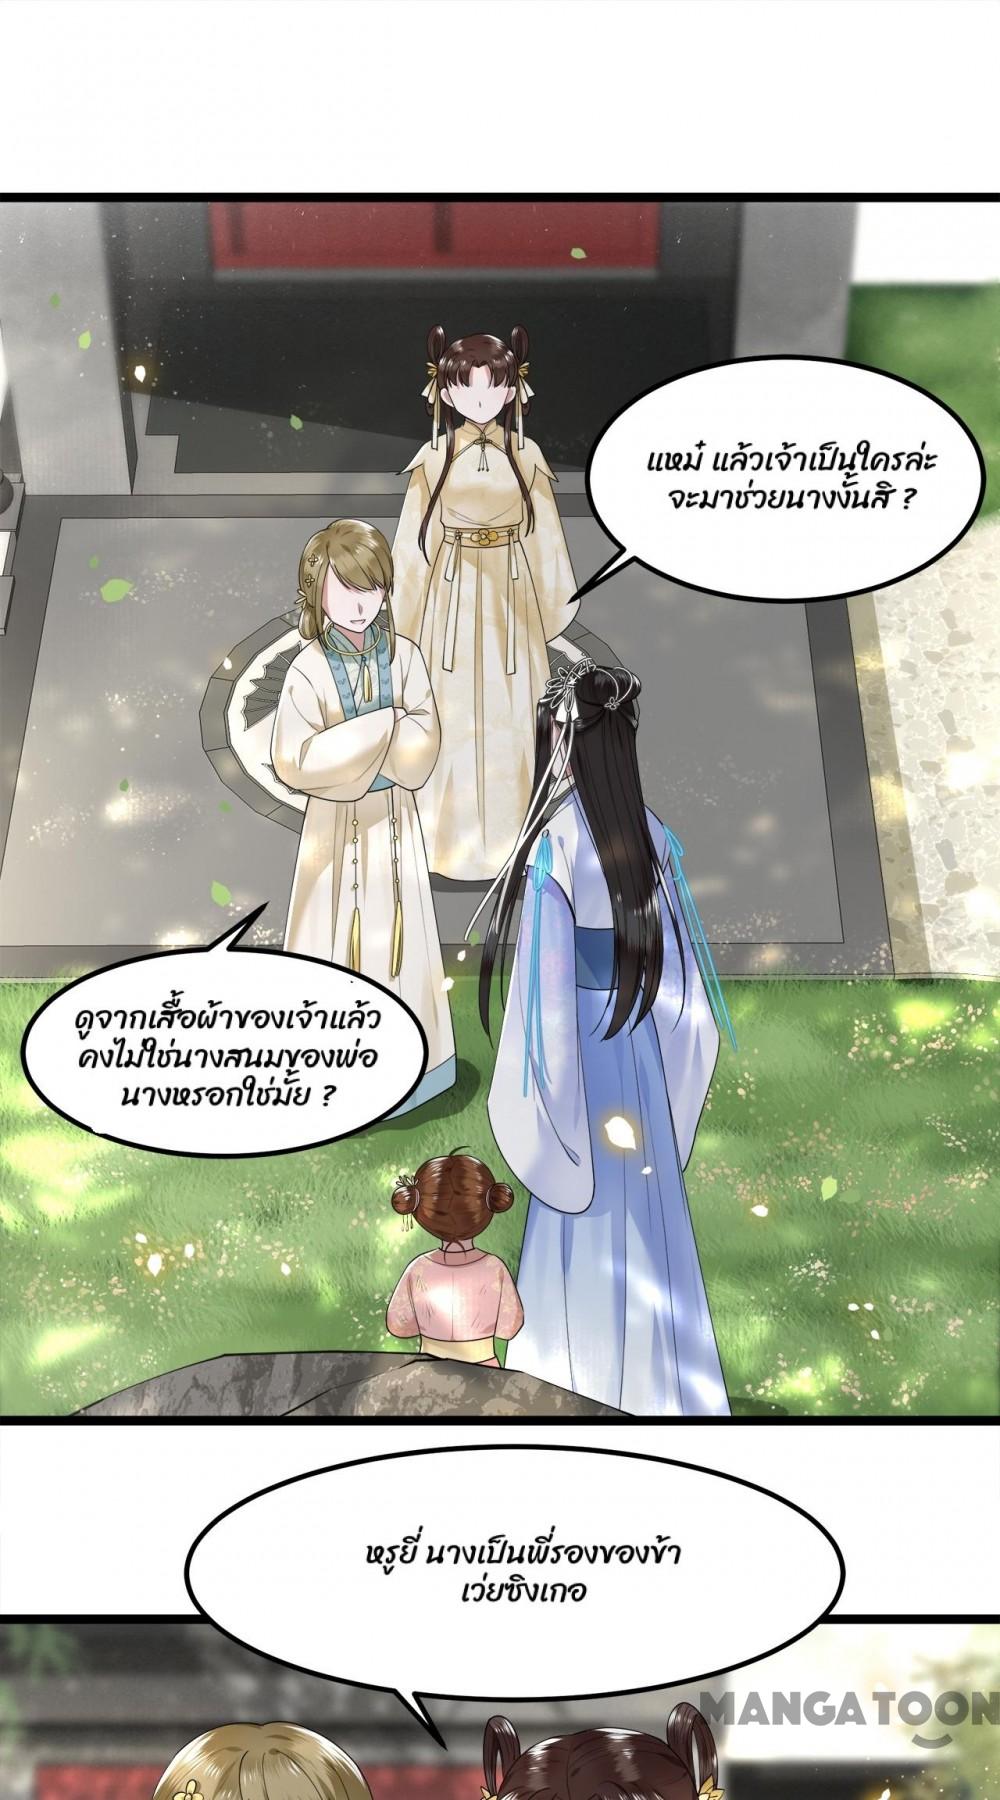 แหม๋ แล้วเจ้าเป็นใครล่ะ
จะมาช่วยนางงั้นสิ ?
ดูจากเสื้อผ้าของเจ้าแล้ว
คงไม่ใช่นางสนมของพ่อ
นางหรอกใช่มั้ย ?
หรูยี่ นางเป็นพี่รองของข้า
เว่ยซิงเกอ
MANGATOON